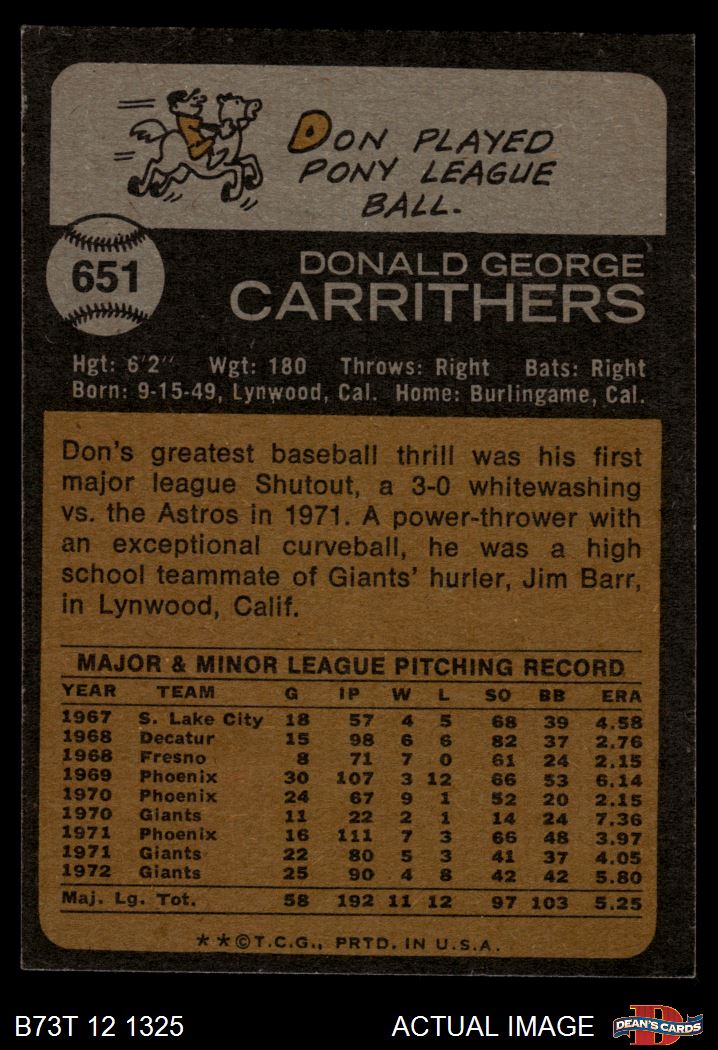 DON PLAYED
PONY LEAGUE
BALL.
651
DONALD GEORGE
CARRITHERS
Hgt: 6'2" Wgt: 180 Throws: Right Bats: Right
Born: 9-15-49, Lynwood, Cal. Home: Burlingame, Cal.
Don's greatest baseball thrill was his first
major league Shutout, a 3-0 whitewashing
vs. the Astros in 1971. A power-thrower with
an exceptional curveball, he was a high
school teammate of Giants' hurler, Jim Barr,
in Lynwood, Calif.
MAJOR & MINOR LEAGUE PITCHING RECORD
YEAR TEAM G IP W L SO BB ERA
1967 S. Lake City 18 57 4 5 68 39 4.58
1968 Decatur 15 98 6 6 82 37 2.76
1968 Fresno 8 71 7 0 61 24 2.15
1969 Phoenix 30 107 3 12 66 53 6.14
1970 Phoenix 24 67 9 1 52 20 2.15
1970 Giants 11 22 2 1 14 24 7.36
1971 Phoenix 16 111 7 3 66 48 3.97
1971 Giants 22 80 5 3 41 37 4.05
1972 Giants 25 90 4 8 42 42 5.80
Maj. Lg. Tot. 58 192 11 12 97 103 5.25
**©T.C.G., PRTD. IN U.S.A.
B73T 12 1325 ACTUAL IMAGE DEAN'S CARDS